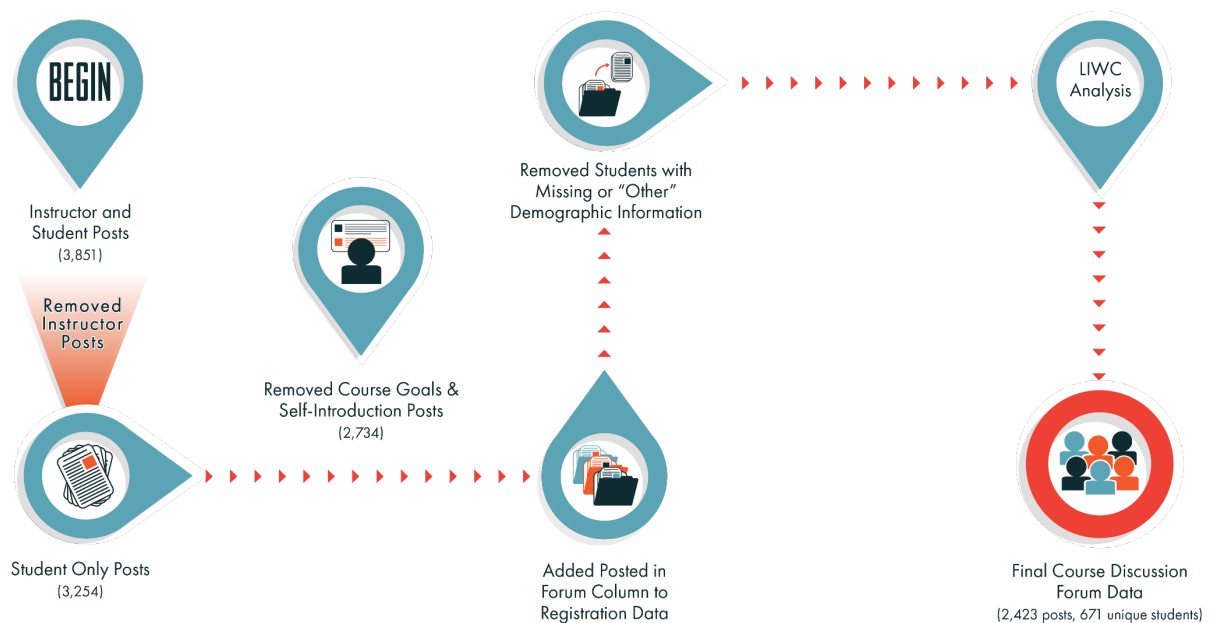 BEGIN
Instructor and
Student Posts
(3,851)
Removed
Instructor
Posts
Student Only Posts
(3,254)
Removed Course Goals &
Self-Introduction Posts
(2,734)
Added Posted in
Forum Column to
Registration Data
Removed Students with
Missing or “Other”
Demographic Information
LIWC
Analysis
Final Course Discussion
Forum Data
(2,423 posts, 671 unique students)